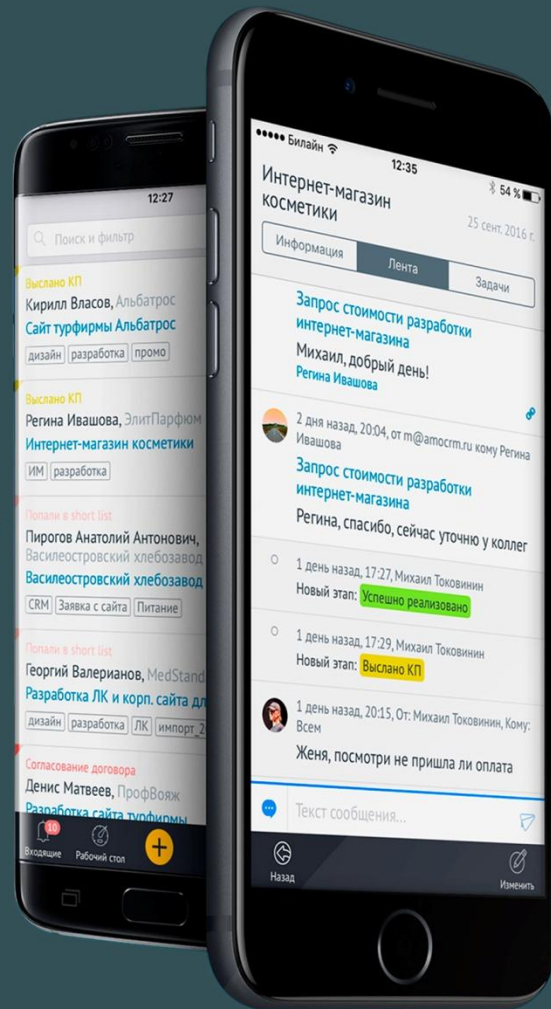 12:27
Поиск и фильтр
Выслано КП
Кирилл Власов, Альбатрос
Сайт турфирмы Альбатрос
дизайн разработка промо
Выслано КП
Регина Ивашова, ЭлитПарфюм
Интернет-магазин косметики
ИМ разработка
Попали в short list
Пирогов Анатолий Антонович,
Василеостровский хлебозавод
Василеостровский хлебозавод
CRM Заявка с сайта Питание
Попали в short list
Георгий Валерианов, MedStand
Разработка ЛК и корп. сайта дл
дизайн разработка ЛК импорт_2
Согласование договора
Денис Матвеев, ПрофВояж
Разработка сайта турфирмы
10
Входящие Рабочий стол
Билайн 12:35 54 %
Интернет-магазин
косметики
25 сент. 2016 г.
Информация Лента Задачи
Запрос стоимости разработки
интернет-магазина
Михаил, добрый день!
Регина Ивашова
2 дня назад, 20:04, от m@amocrm.ru кому Регина
Ивашова
Запрос стоимости разработки
интернет-магазина
Регина, спасибо, сейчас уточню у коллег
1 день назад, 17:27, Михаил Токовинин
Новый этап: Успешно реализовано
1 день назад, 17:29, Михаил Токовинин
Новый этап: Выслано КП
1 день назад, 20:15, От: Михаил Токовинин, Кому:
Всем
Женя, посмотри не пришла ли оплата
Текст сообщения...
Назад Изменить